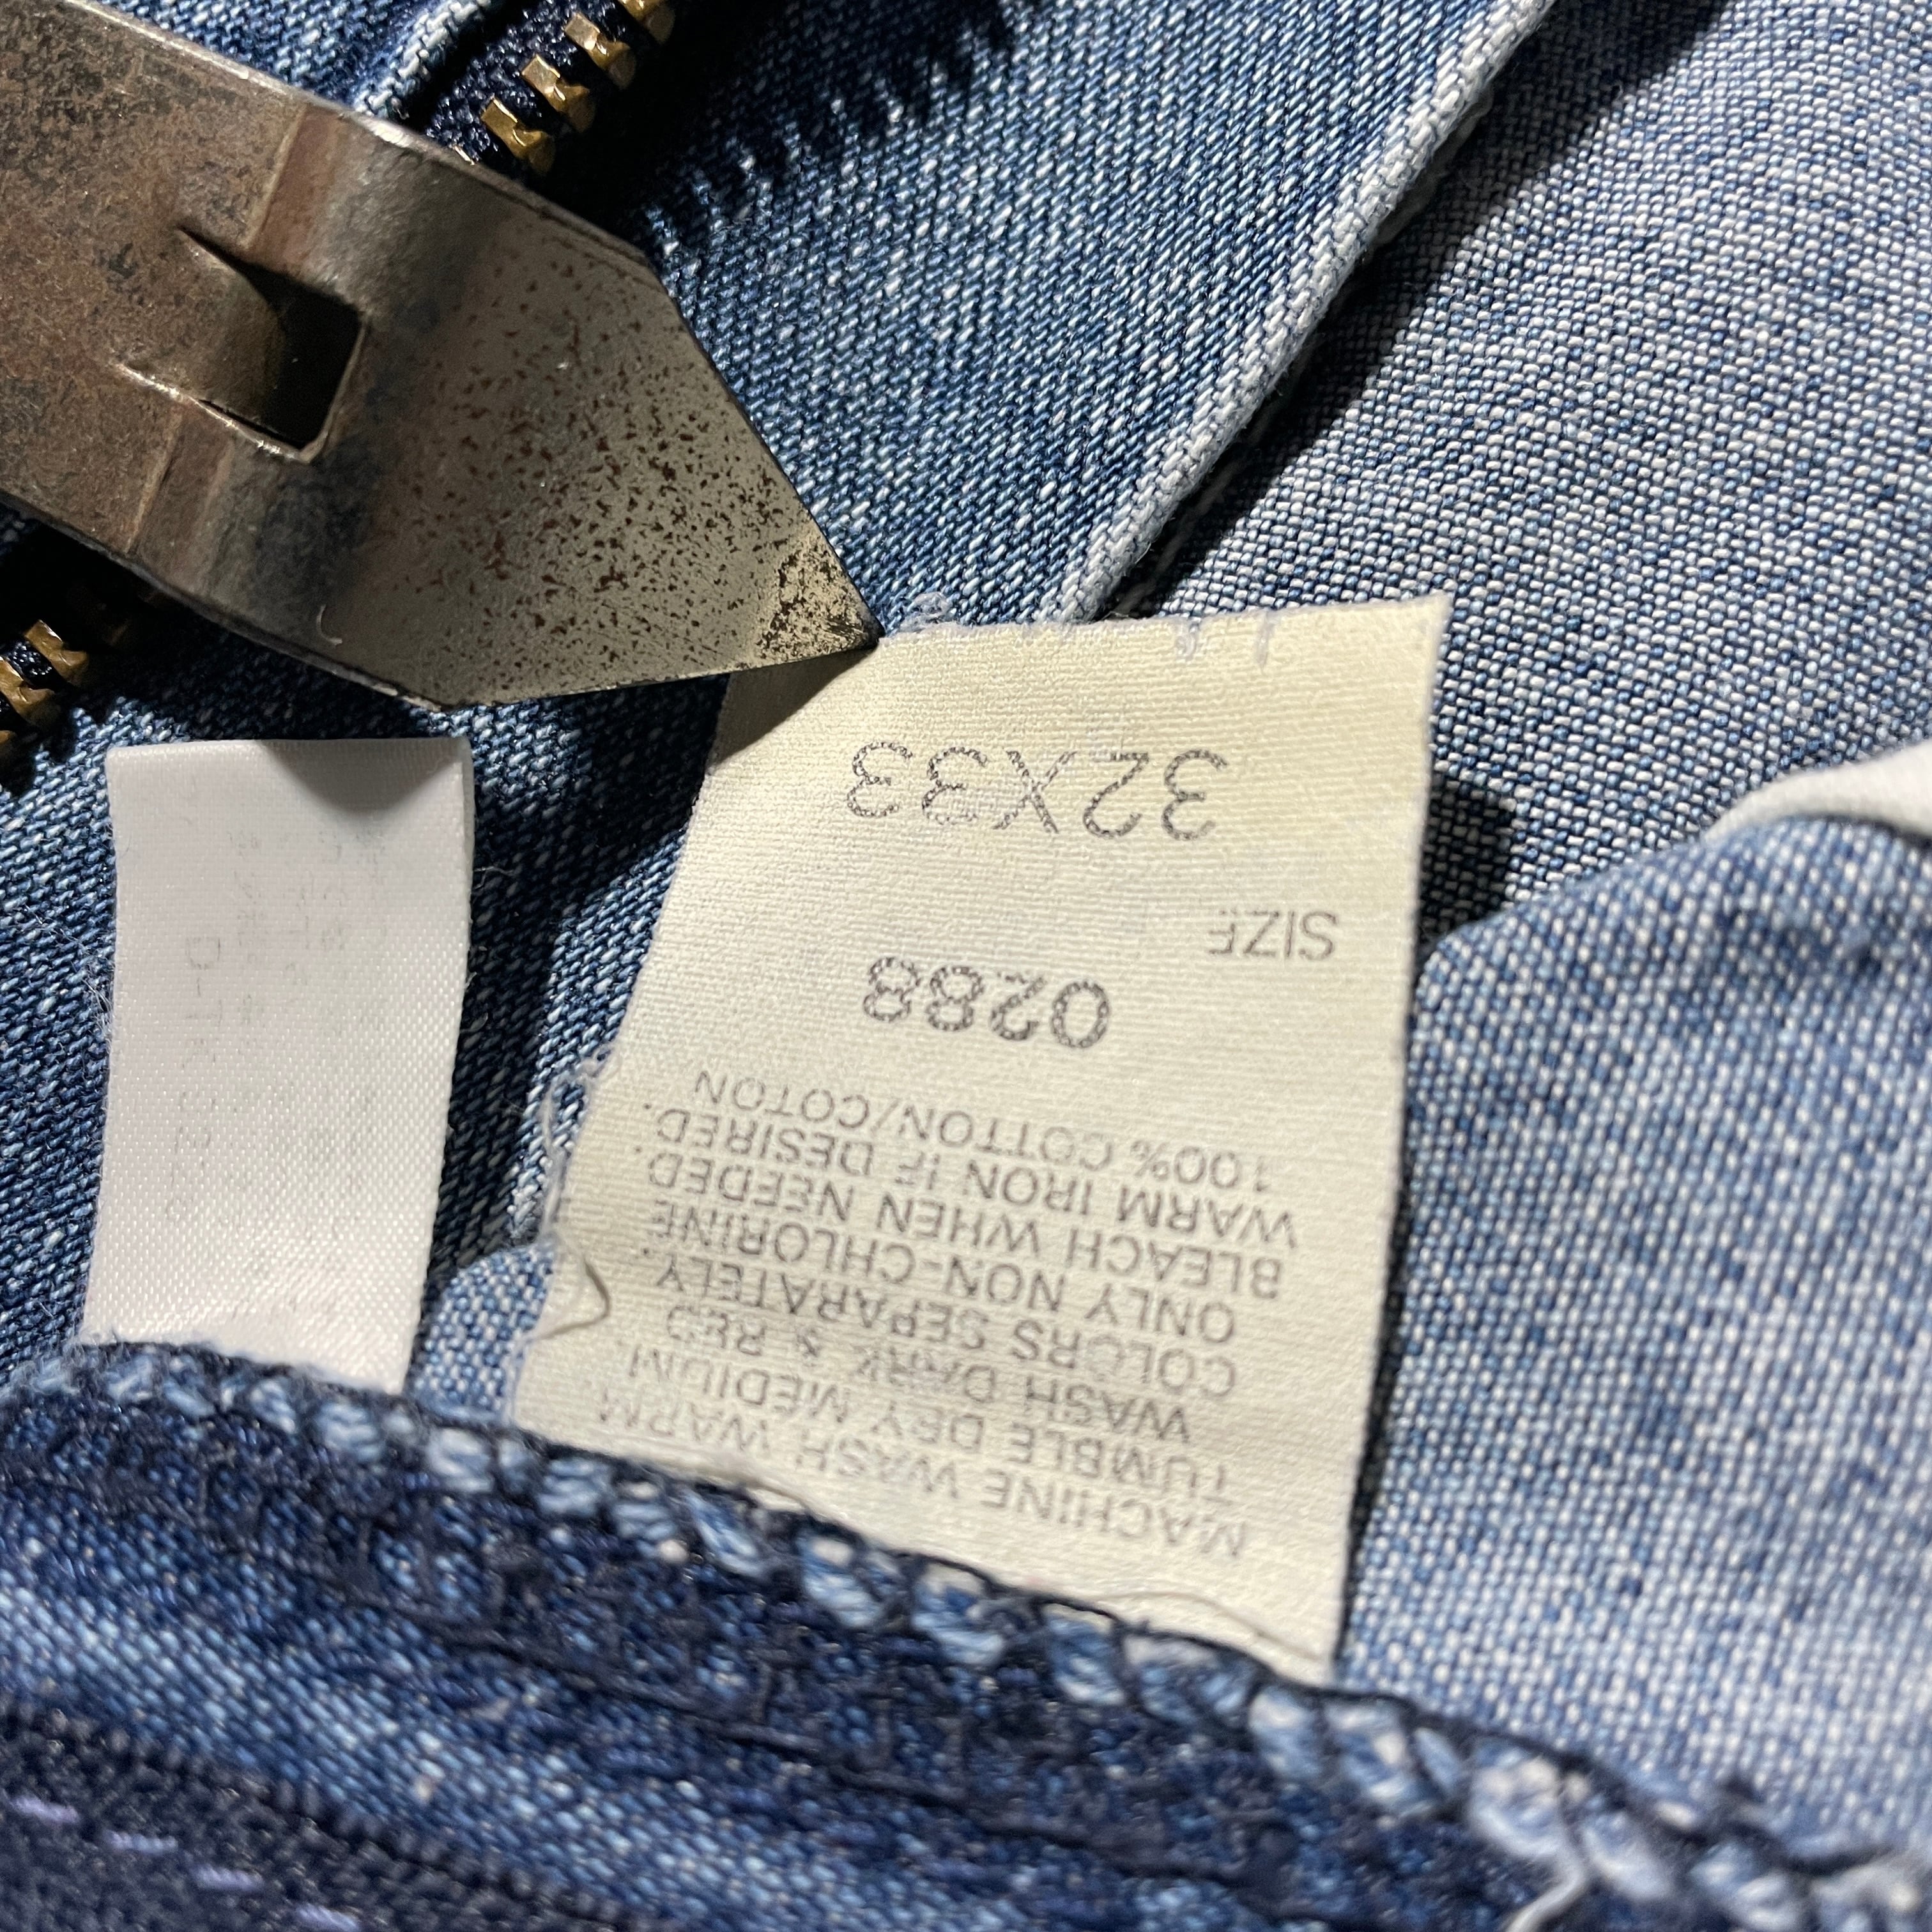 MACHINE WASH WARM
TUMBLE DRY MEDIUM.
WASH DARK & RED
COLORS SEPARATELY.
ONLY NON-CHLORINE
BLEACH WHEN NEEDED.
WARM IRON IF DESIRED.
100% COTTON/COTON
0288
SIZE
32X33